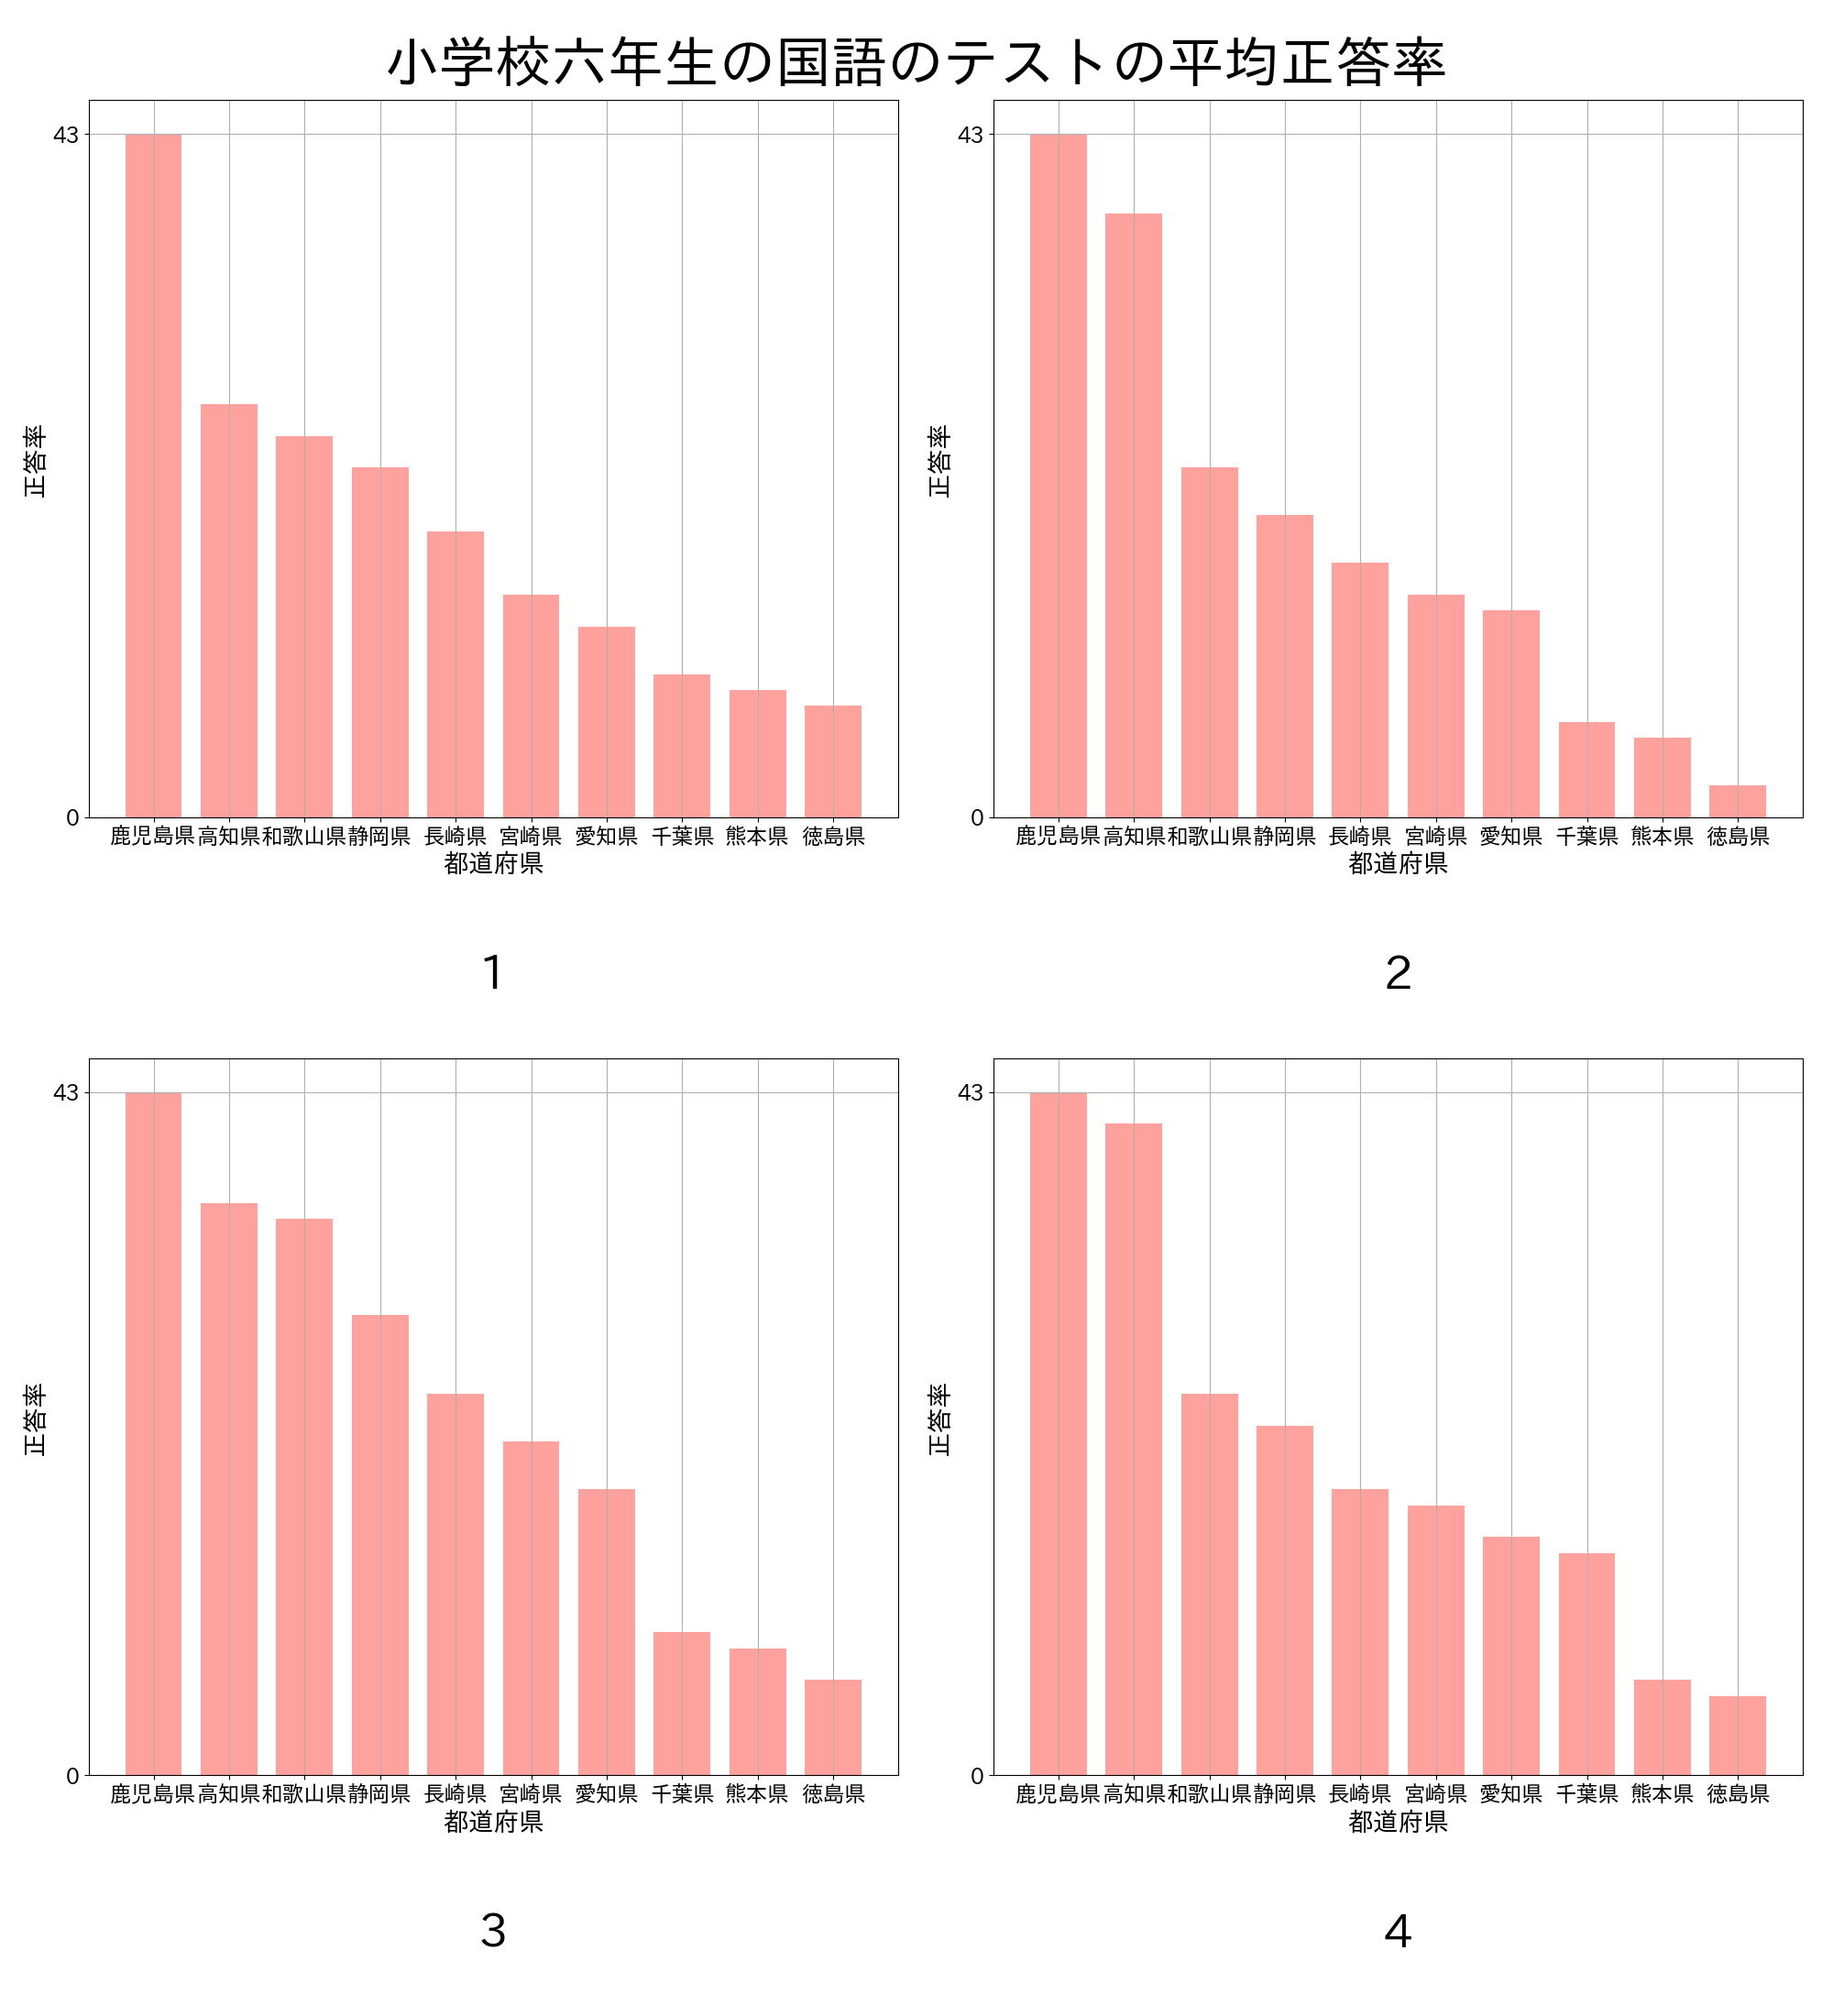 小学校六年生の国語のテストの平均正答率
43
0
正答率
鹿児島県 高知県 和歌山県 静岡県 長崎県 宮崎県 愛知県 千葉県 熊本県 徳島県
都道府県
1
43
0
正答率
鹿児島県 高知県 和歌山県 静岡県 長崎県 宮崎県 愛知県 千葉県 熊本県 徳島県
都道府県
2
43
0
正答率
鹿児島県 高知県 和歌山県 静岡県 長崎県 宮崎県 愛知県 千葉県 熊本県 徳島県
都道府県
3
43
0
正答率
鹿児島県 高知県 和歌山県 静岡県 長崎県 宮崎県 愛知県 千葉県 熊本県 徳島県
都道府県
4